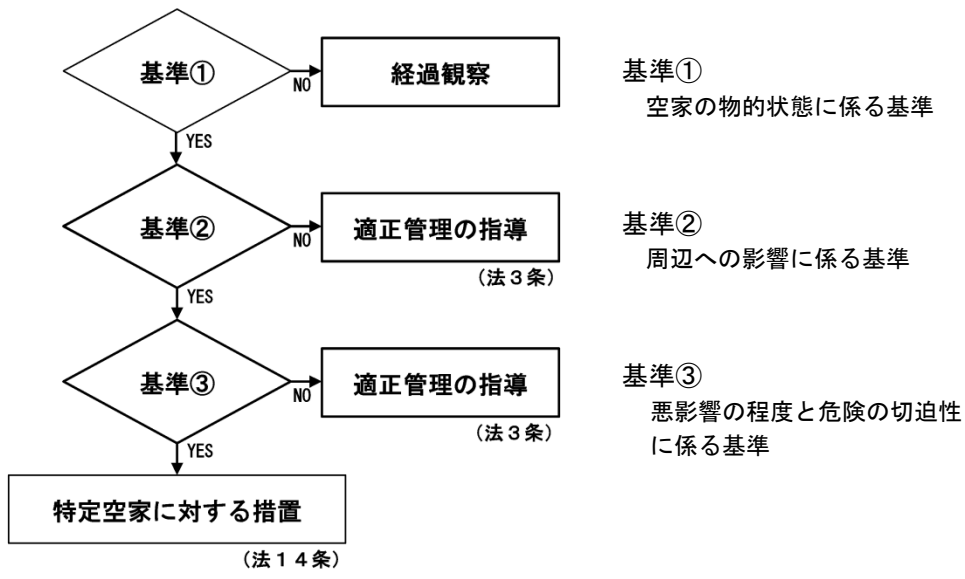 基準①
NO
経過観察
YES
基準②
NO
適正管理の指導
(法3条)
YES
基準③
NO
適正管理の指導
(法3条)
YES
特定空家に対する措置
(法14条)
基準①
空家の物的状態に係る基準
基準②
周辺への影響に係る基準
基準③
悪影響の程度と危険の切迫性
に係る基準